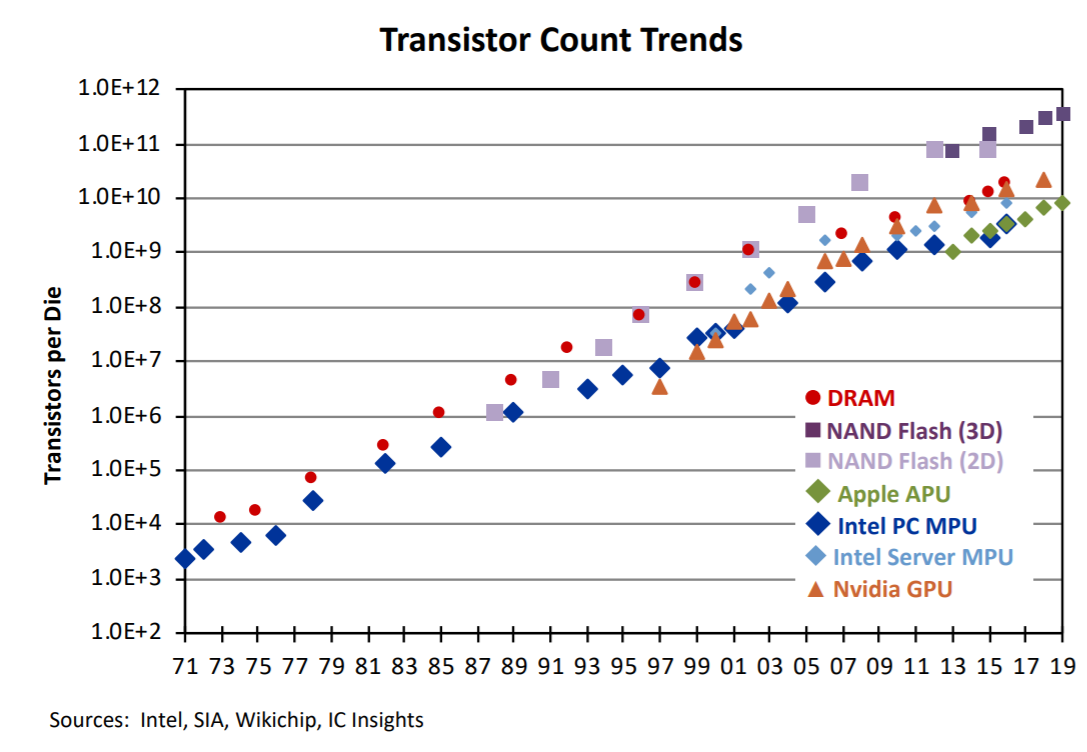 Transistor Count Trends
Transistors per Die
1.0E+12
1.0E+11
1.0E+10
1.0E+9
1.0E+8
1.0E+7
1.0E+6
1.0E+5
1.0E+4
1.0E+3
1.0E+2
DRAM
NAND Flash (3D)
NAND Flash (2D)
Apple APU
Intel PC MPU
Intel Server MPU
Nvidia GPU
71 73 75 77 79 81 83 85 87 89 91 93 95 97 99 01 03 05 07 09 11 13 15 17 19
Sources: Intel, SIA, Wikichip, IC Insights